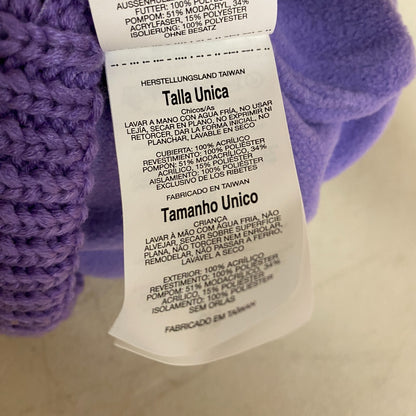 FUTTER: 100% POLYESTER
POMPOM: 51% MODACRYL, 34%
ACRYLFASER, 15% POLYESTER
ISOLIERUNG: 100% POLYESTER
OHNE BESATZ
HERSTELLUNGSLAND TAIWAN
Talla Unica
Chicos/As
LAVAR A MANO CON AGUA FRÍA, NO USAR
LEJÍA, SECAR EN PLANO, NO EXPRIMIR NI
RETORCER, DAR LA FORMA INICIAL, NO
PLANCHAR, LAVABLE EN SECO
CUBIERTA: 100% ACRÍLICO
REVESTIMIENTO: 100% POLIÉSTER
POMPÓN: 51% MODACRÍLICO, 34%
ACRÍLICO, 15% POLIÉSTER
AISLAMIENTO: 100% POLIÉSTER
EXCLUSIVO DE LOS RIBETES
FABRICADO EN TAIWAN
Tamanho Unico
CRIANÇA
LAVAR À MÃO COM ÁGUA FRIA, NÃO
ALVEJAR, SECAR SOBRE SUPERFÍCIE
PLANA, NÃO TORCER NEM ENROLAR,
REMODELAR, NÃO PASSAR A FERRO,
LAVÁVEL A SECO
EXTERIOR: 100% ACRÍLICO
REVESTIMENTO: 100% POLIÉSTER
POMPOM: 51% MODACRÍLICO, 34%
ACRÍLICO, 15% POLIÉSTER
ISOLAMENTO: 100% POLIÉSTER
SEM ORLAS
FABRICADO EM TAIWAN